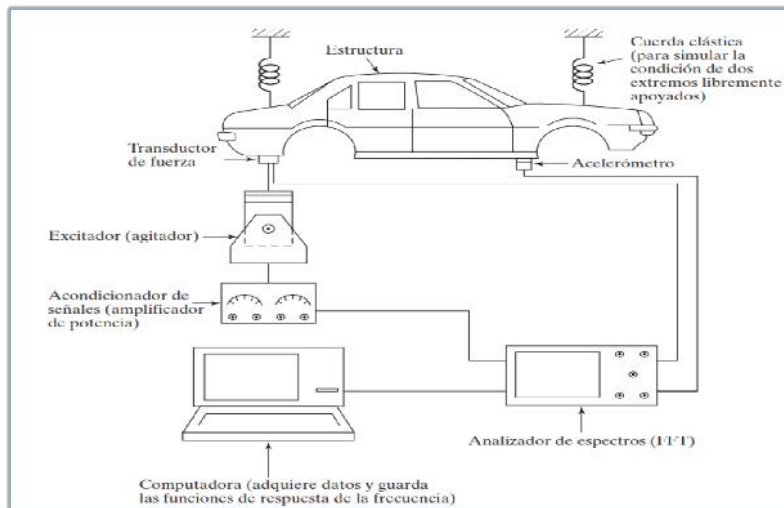 Estructura
Cuerda elástica
(para simular la
condición de dos
extremos libremente
apoyados)
Transductor
de fuerza
Acelerómetro
Excitador (agitador)
Acondicionador de
señales (amplificador
de potencia)
Analizador de espectros (FFT)
Computadora (adquiere datos y guarda
las funciones de respuesta de la frecuencia)